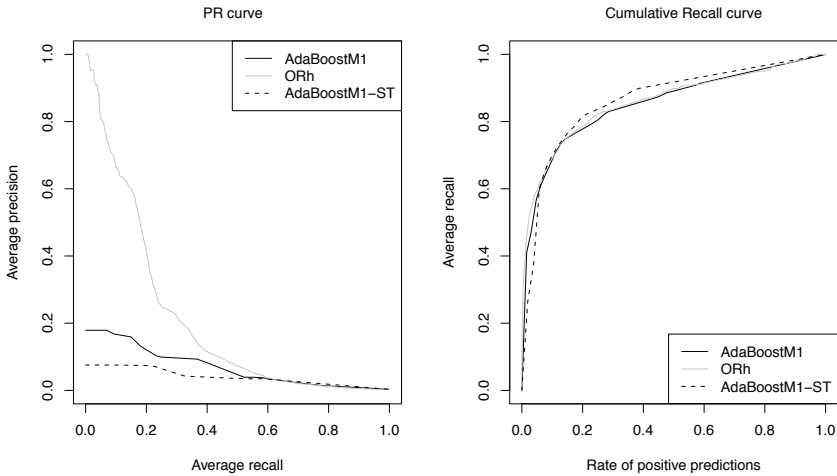 PR curve
AdaBoostM1
ORh
AdaBoostM1−ST
Average precision
0.0 0.2 0.4 0.6 0.8 1.0
0.0 0.2 0.4 0.6 0.8 1.0
Average recall
Cumulative Recall curve
Average recall
0.0 0.2 0.4 0.6 0.8 1.0
AdaBoostM1
ORh
AdaBoostM1−ST
0.0 0.2 0.4 0.6 0.8 1.0
Rate of positive predictions